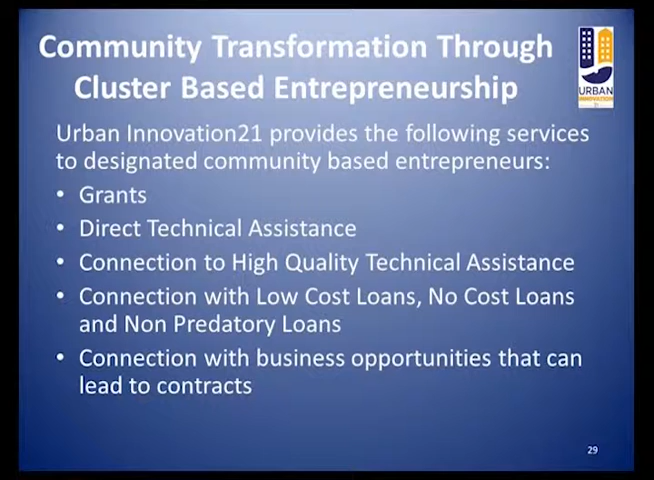 Community Transformation Through
Cluster Based Entrepreneurship
URBAN
INNOVATION
21
Urban Innovation21 provides the following services
to designated community based entrepreneurs:
• Grants
• Direct Technical Assistance
• Connection to High Quality Technical Assistance
• Connection with Low Cost Loans, No Cost Loans
and Non Predatory Loans
• Connection with business opportunities that can
lead to contracts
29